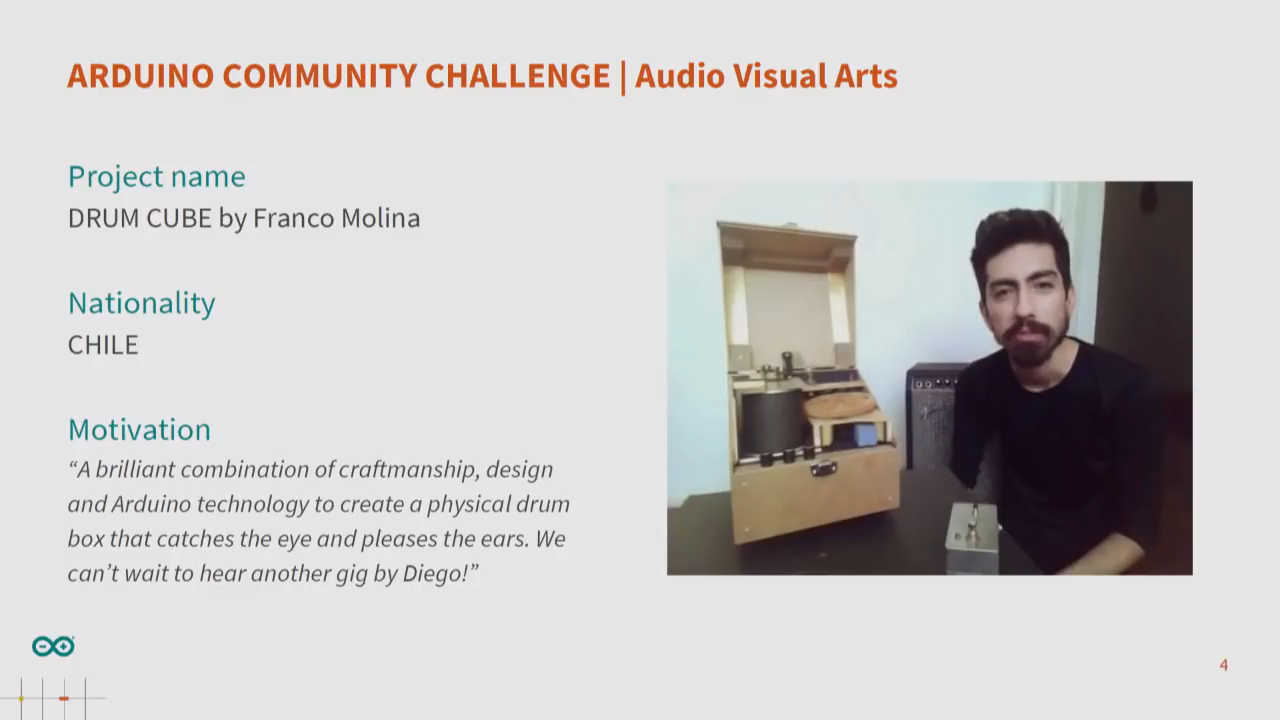 ARDUINO COMMUNITY CHALLENGE | Audio Visual Arts
Project name
DRUM CUBE by Franco Molina
Nationality
CHILE
Motivation
“A brilliant combination of craftmanship, design
and Arduino technology to create a physical drum
box that catches the eye and pleases the ears. We
can’t wait to hear another gig by Diego!”
4